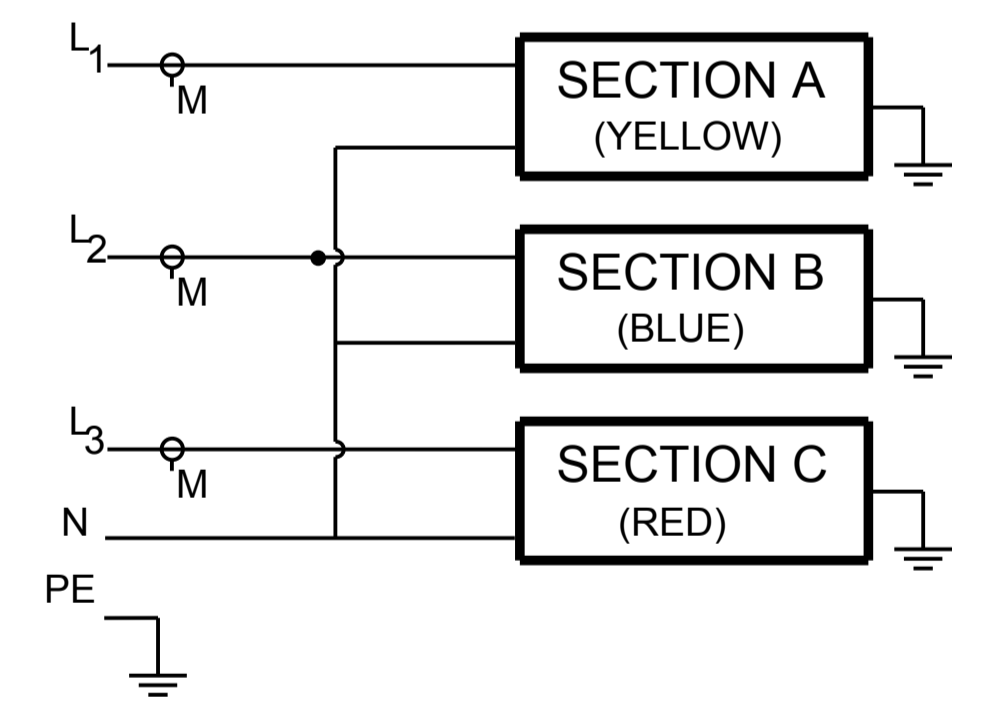 L1
M
SECTION A
(YELLOW)
L2
M
SECTION B
(BLUE)
L3
M
SECTION C
(RED)
N
PE